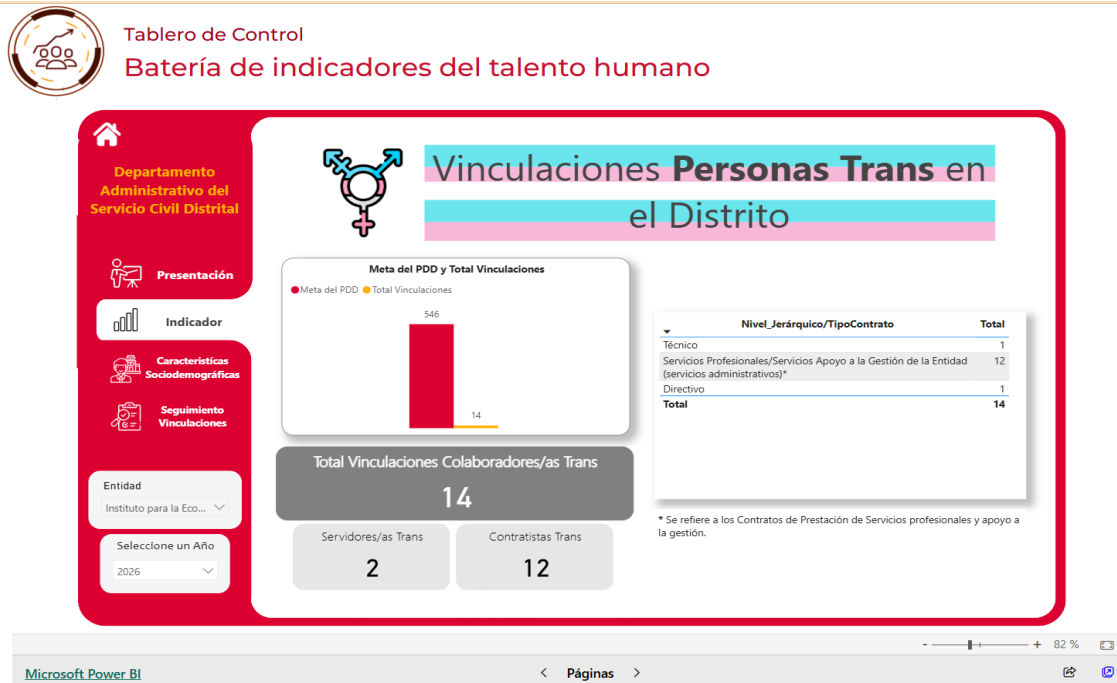 Tablero de Control
Batería de indicadores del talento humano
Departamento
Administrativo del
Servicio Civil Distrital
Presentación
Indicador
Caracteristícas
Sociodemográficas
Seguimiento
Vinculaciones
Entidad
Instituto para la Eco...
Seleccione un Año
2026
Vinculaciones Personas Trans en
el Distrito
Meta del PDD y Total Vinculaciones
Meta del PDD Total Vinculaciones
546
14
Total Vinculaciones Colaboradores/as Trans
14
Servidores/as Trans
2
Contratistas Trans
12
Nivel_Jerárquico/TipoContrato Total
Técnico 1
Servicios Profesionales/Servicios Apoyo a la Gestión de la Entidad 12
(servicios administrativos)*
Directivo 1
Total 14
* Se refiere a los Contratos de Prestación de Servicios profesionales y apoyo a
la gestión.
- + 82 %
Microsoft Power BI
< Páginas >